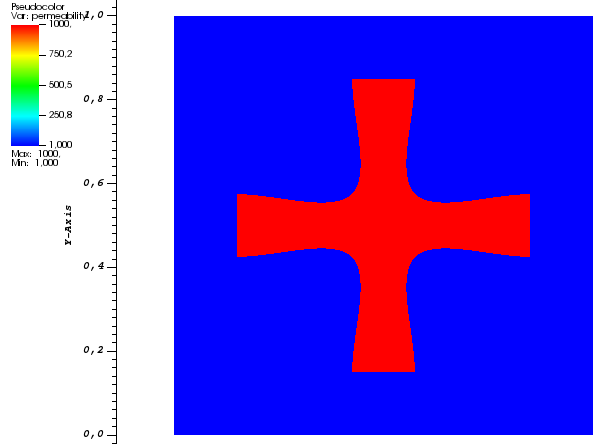 Pseudocolor
Var: permeability
1000,
750,2
500,5
250,8
1,000
Max: 1000,
Min: 1,000
1,0
0,8
0,6
0,4
0,2
0,0
Y-Axis